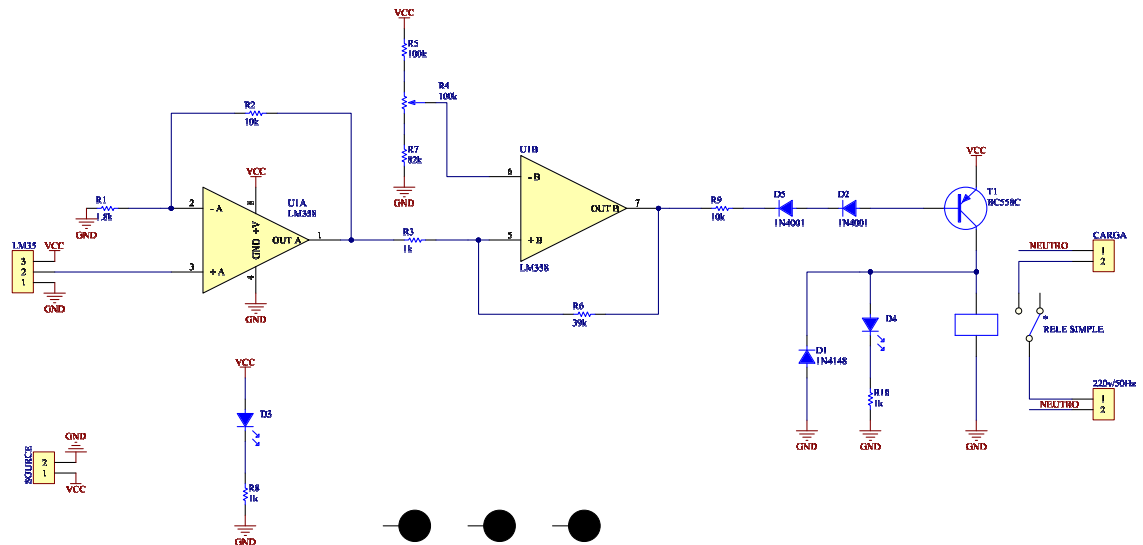 VCC
R5
100k
R4
100k
R2
10k
R7
82k
U1B
VCC
VCC
6
- B
T1
BC558C
R1
1.8k
2
- A
8
U1A
LM358
GND
OUT B
7
R9
10k
D5
1N4001
D2
1N4001
GND
GND +V
OUT A
1
R3
1k
5
+ B
LM358
CARGA
LM35
VCC
NEUTRO
1
2
3
2
1
3
+ A
4
GND
GND
R6
39k
D4
*
RELE SIMPLE
D1
1N4148
VCC
220v/50Hz
R10
1k
1
2
NEUTRO
D3
GND
GND
GND
GND
SOURCE
2
1
VCC
R8
1k
GND